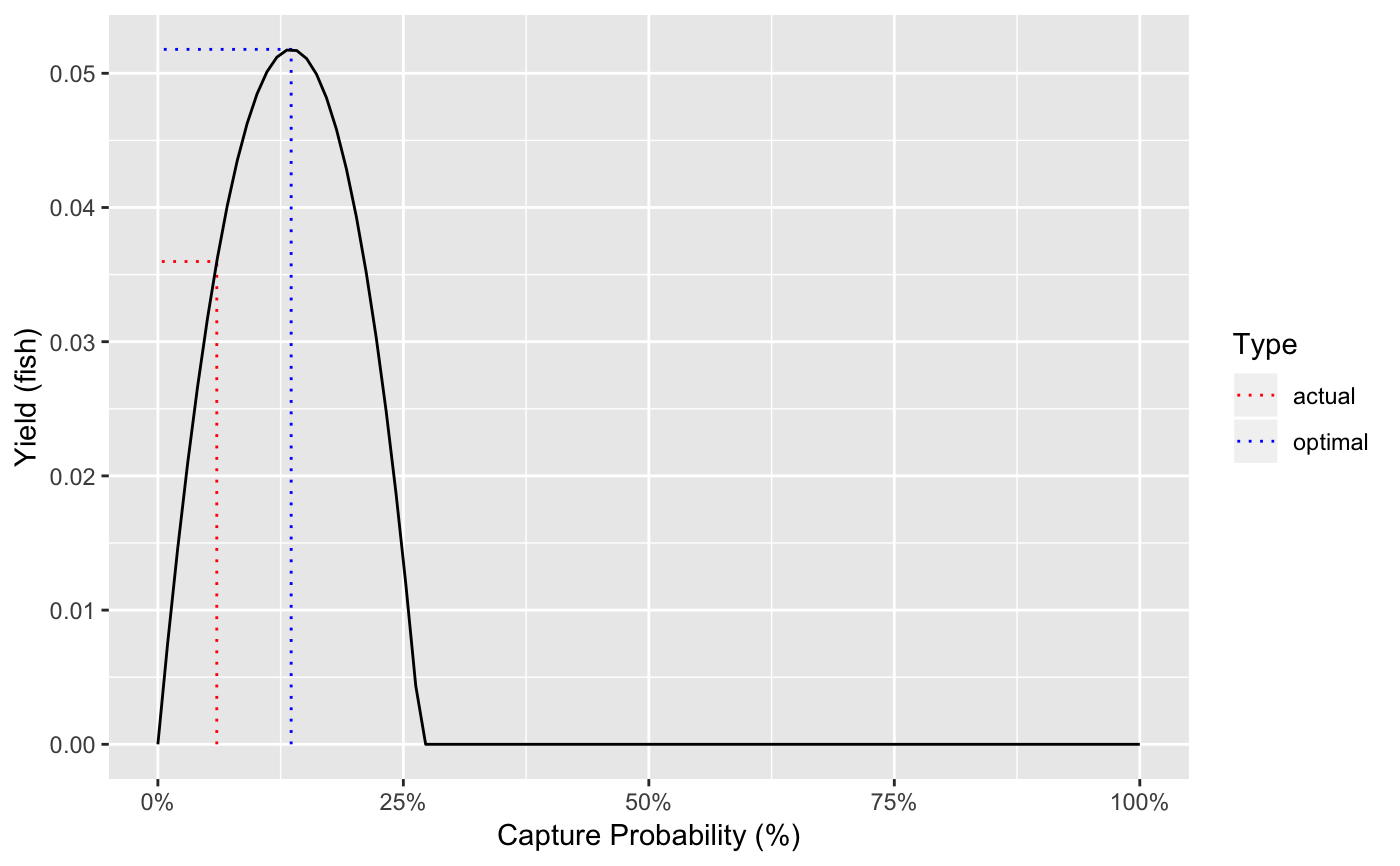 0.05
0.04
0.03
0.02
0.01
0.00
Yield (fish)
0%
25%
50%
75%
100%
Capture Probability (%)
Type
actual
optimal